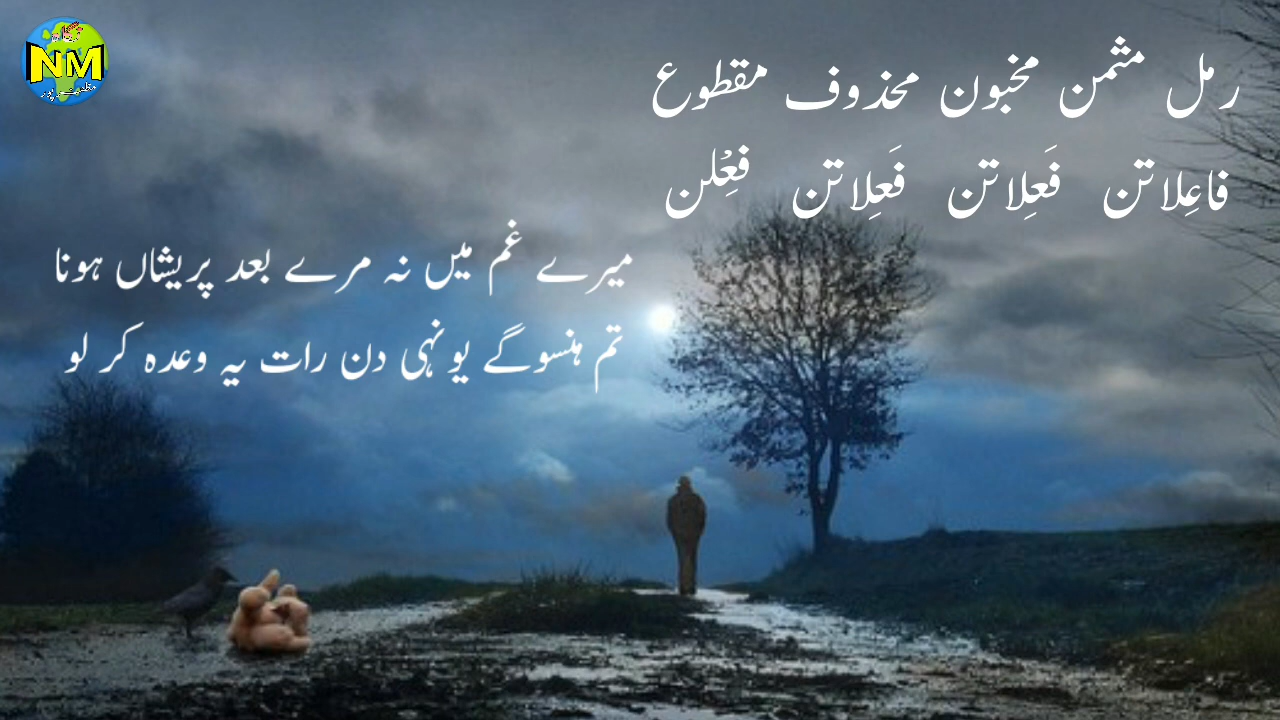 NM
رمل مثمن مخبون محذوف مقطوع
فاعِلاتن فَعِلاتن فَعِلاتن فعِْلن
میرے غم میں نہ مرے بعد پریشاں ہونا
تم ہنسوگے یونہی دن رات یہ وعدہ کر لو